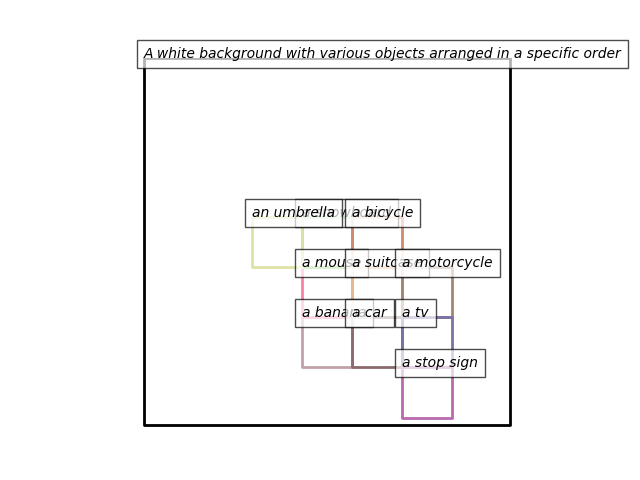 A white background with various objects arranged in a specific order
an umbrella
a bicycle
a mouse
a suitcase
a motorcycle
a banana
a car
a tv
a stop sign